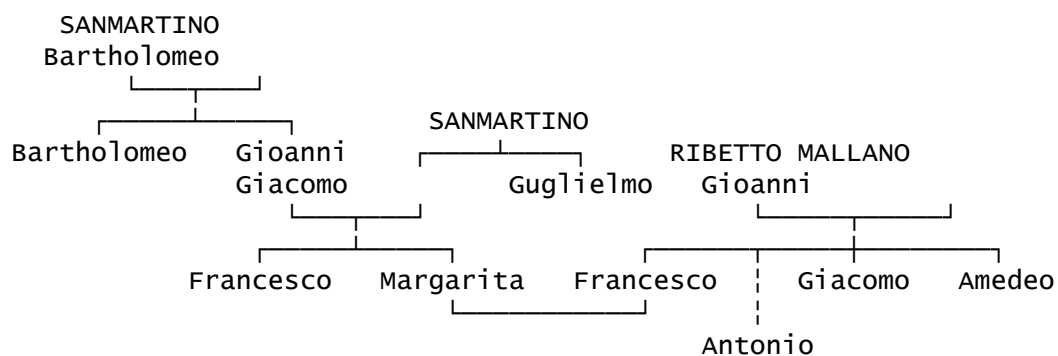 SANMARTINO
Bartholomeo
SANMARTINO
Bartholomeo Gioanni RIBETTO MALLANO
Giacomo Guglielmo Gioanni
Francesco Margarita Francesco Giacomo Amedeo
Antonio